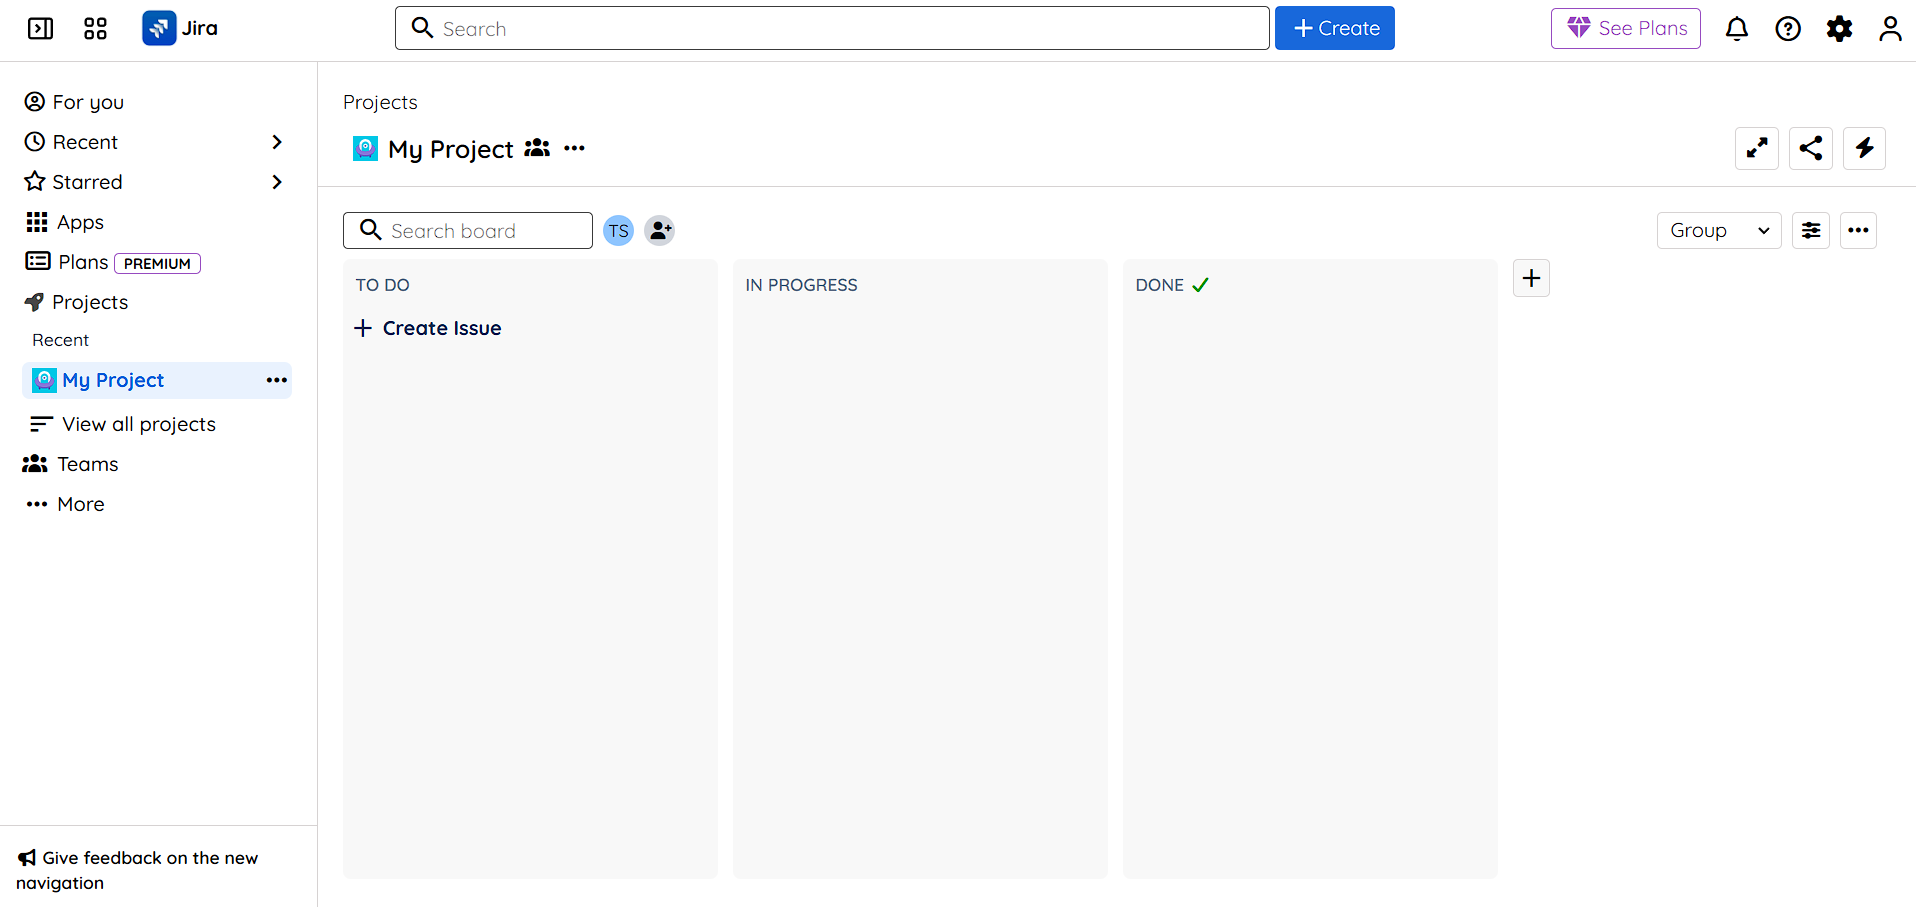 Jira
Search
Create
See Plans
For you
Recent
Starred
Apps
Plans PREMIUM
Projects
Recent
My Project
View all projects
Teams
More
Give feedback on the new
navigation
Projects
My Project
Search board
TS
Group
TO DO
Create Issue
IN PROGRESS
DONE